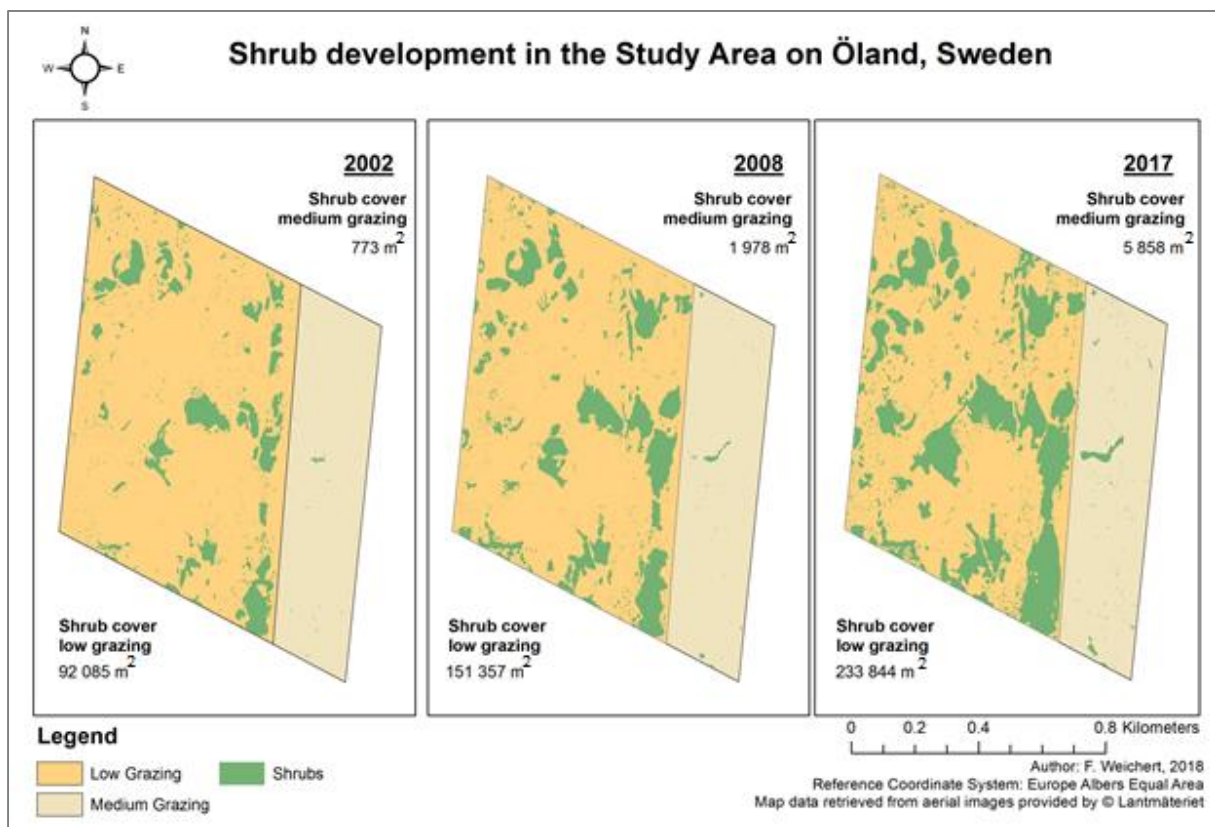 N
W E
S
Shrub development in the Study Area on Öland, Sweden
2002
Shrub cover
medium grazing
773 m²
Shrub cover
low grazing
92 085 m²
2008
Shrub cover
medium grazing
1 978 m²
Shrub cover
low grazing
151 357 m²
2017
Shrub cover
medium grazing
5 858 m²
Shrub cover
low grazing
233 844 m²
Legend
Low Grazing
Shrubs
Medium Grazing
0 0.2 0.4 0.8 Kilometers
Author: F. Weichert, 2018
Reference Coordinate System: Europe Albers Equal Area
Map data retrieved from aerial images provided by © Lantmäteriet